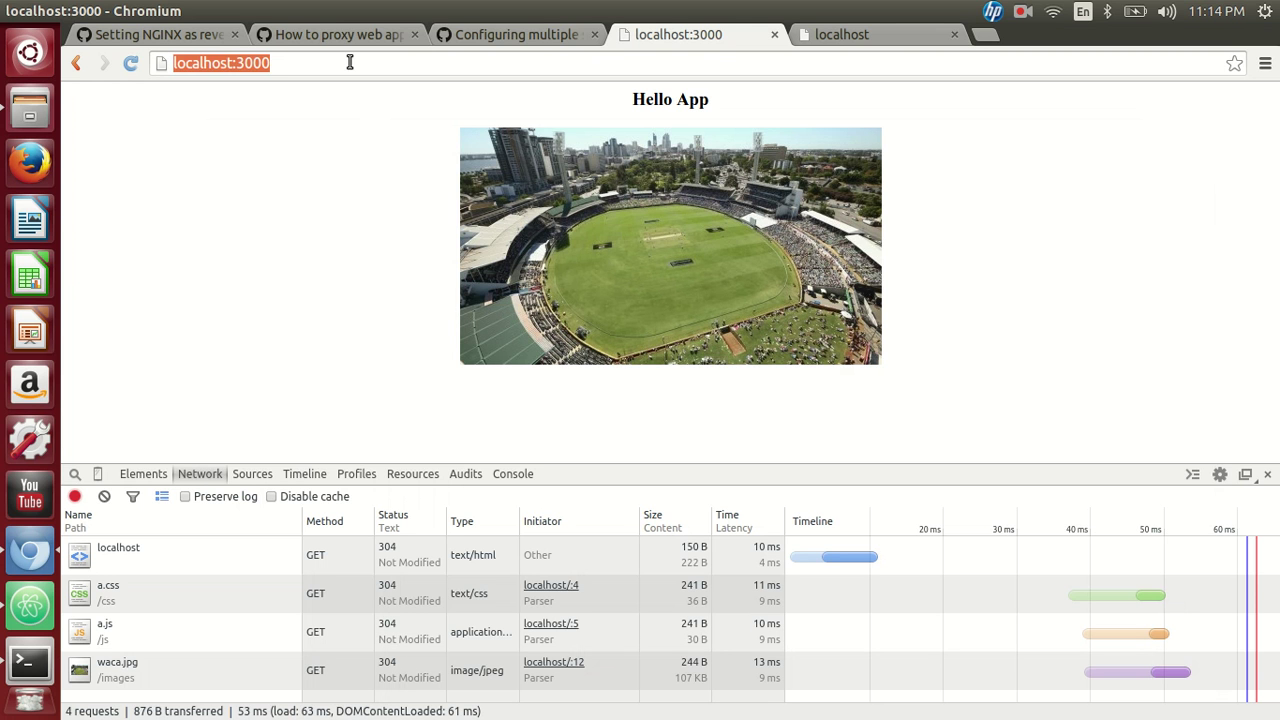 localhost:3000 - Chromium
En
11:14 PM
Setting NGINX as reve
How to proxy web app
Configuring multiple
localhost:3000
localhost
localhost:3000
Hello App
Elements Network Sources Timeline Profiles Resources Audits Console
Preserve log Disable cache
Name Method Status Type Initiator Size Time Timeline
Path Text Content Latency
20 ms 30 ms 40 ms 50 ms 60 ms
localhost GET 304 text/html Other 150 B 10 ms
Not Modified 222 B 4 ms
a.css GET 304 text/css localhost/:4 241 B 11 ms
/css Not Modified Parser 36 B 9 ms
a.js GET 304 application... localhost/:5 241 B 10 ms
/js Not Modified Parser 30 B 9 ms
waca.jpg GET 304 image/jpeg localhost/:12 244 B 13 ms
/images Not Modified Parser 107 KB 9 ms
4 requests | 876 B transferred | 53 ms (load: 63 ms, DOMContentLoaded: 61 ms)
hp
a
You
Tube
CSS
JS